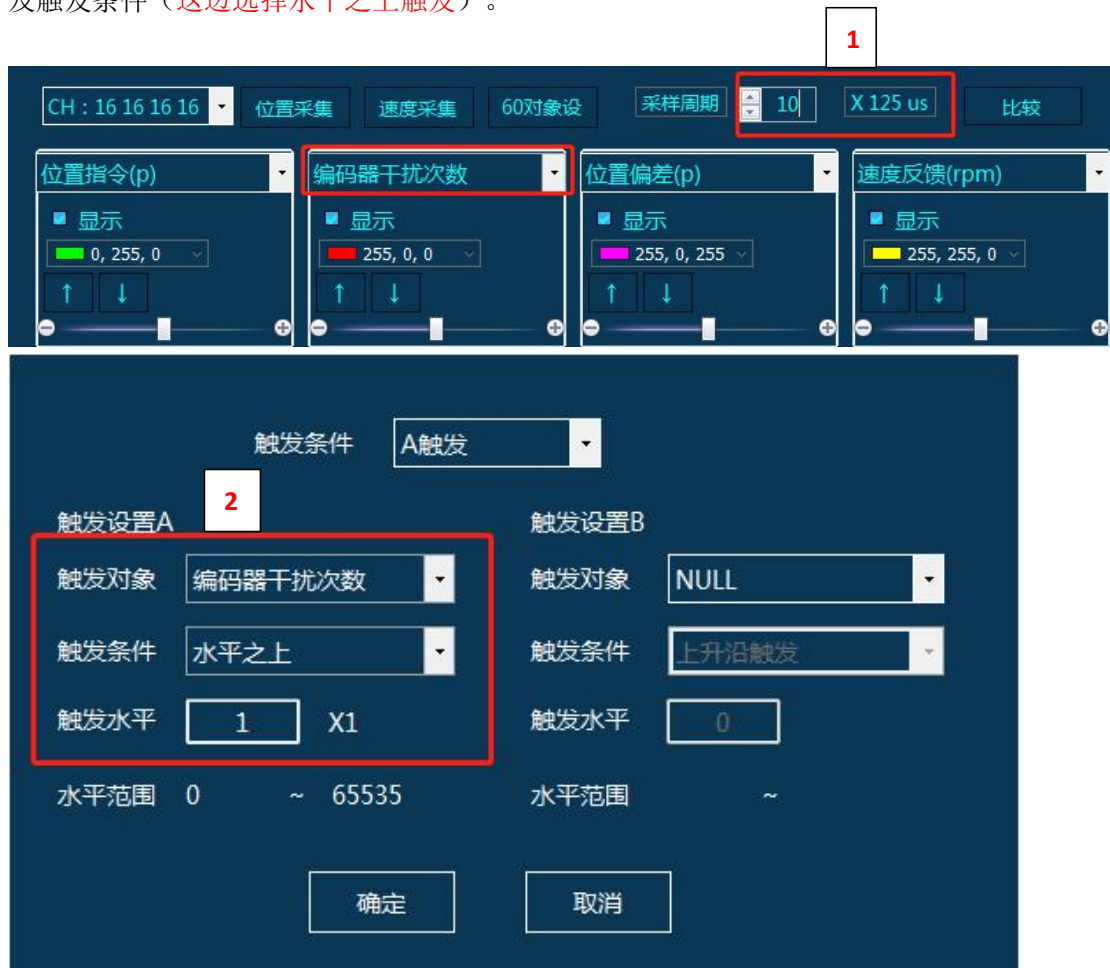 及触发条件（这边选择水平之上触发）。
1
CH：16 16 16 16 位置采集 速度采集 60对象设 采样周期 10 X 125 us 比较
位置指令(p) 编码器干扰次数 位置偏差(p) 速度反馈(rpm)
显示 显示 显示 显示
0, 255, 0 255, 0, 0 255, 0, 255 255, 255, 0
↑ ↓ ↑ ↓ ↑ ↓ ↑ ↓
触发条件 A触发
2
触发设置A 触发设置B
触发对象 编码器干扰次数 触发对象 NULL
触发条件 水平之上 触发条件 上升沿触发
触发水平 1 X1 触发水平 0
水平范围 0 ~ 65535 水平范围 ~
确定 取消